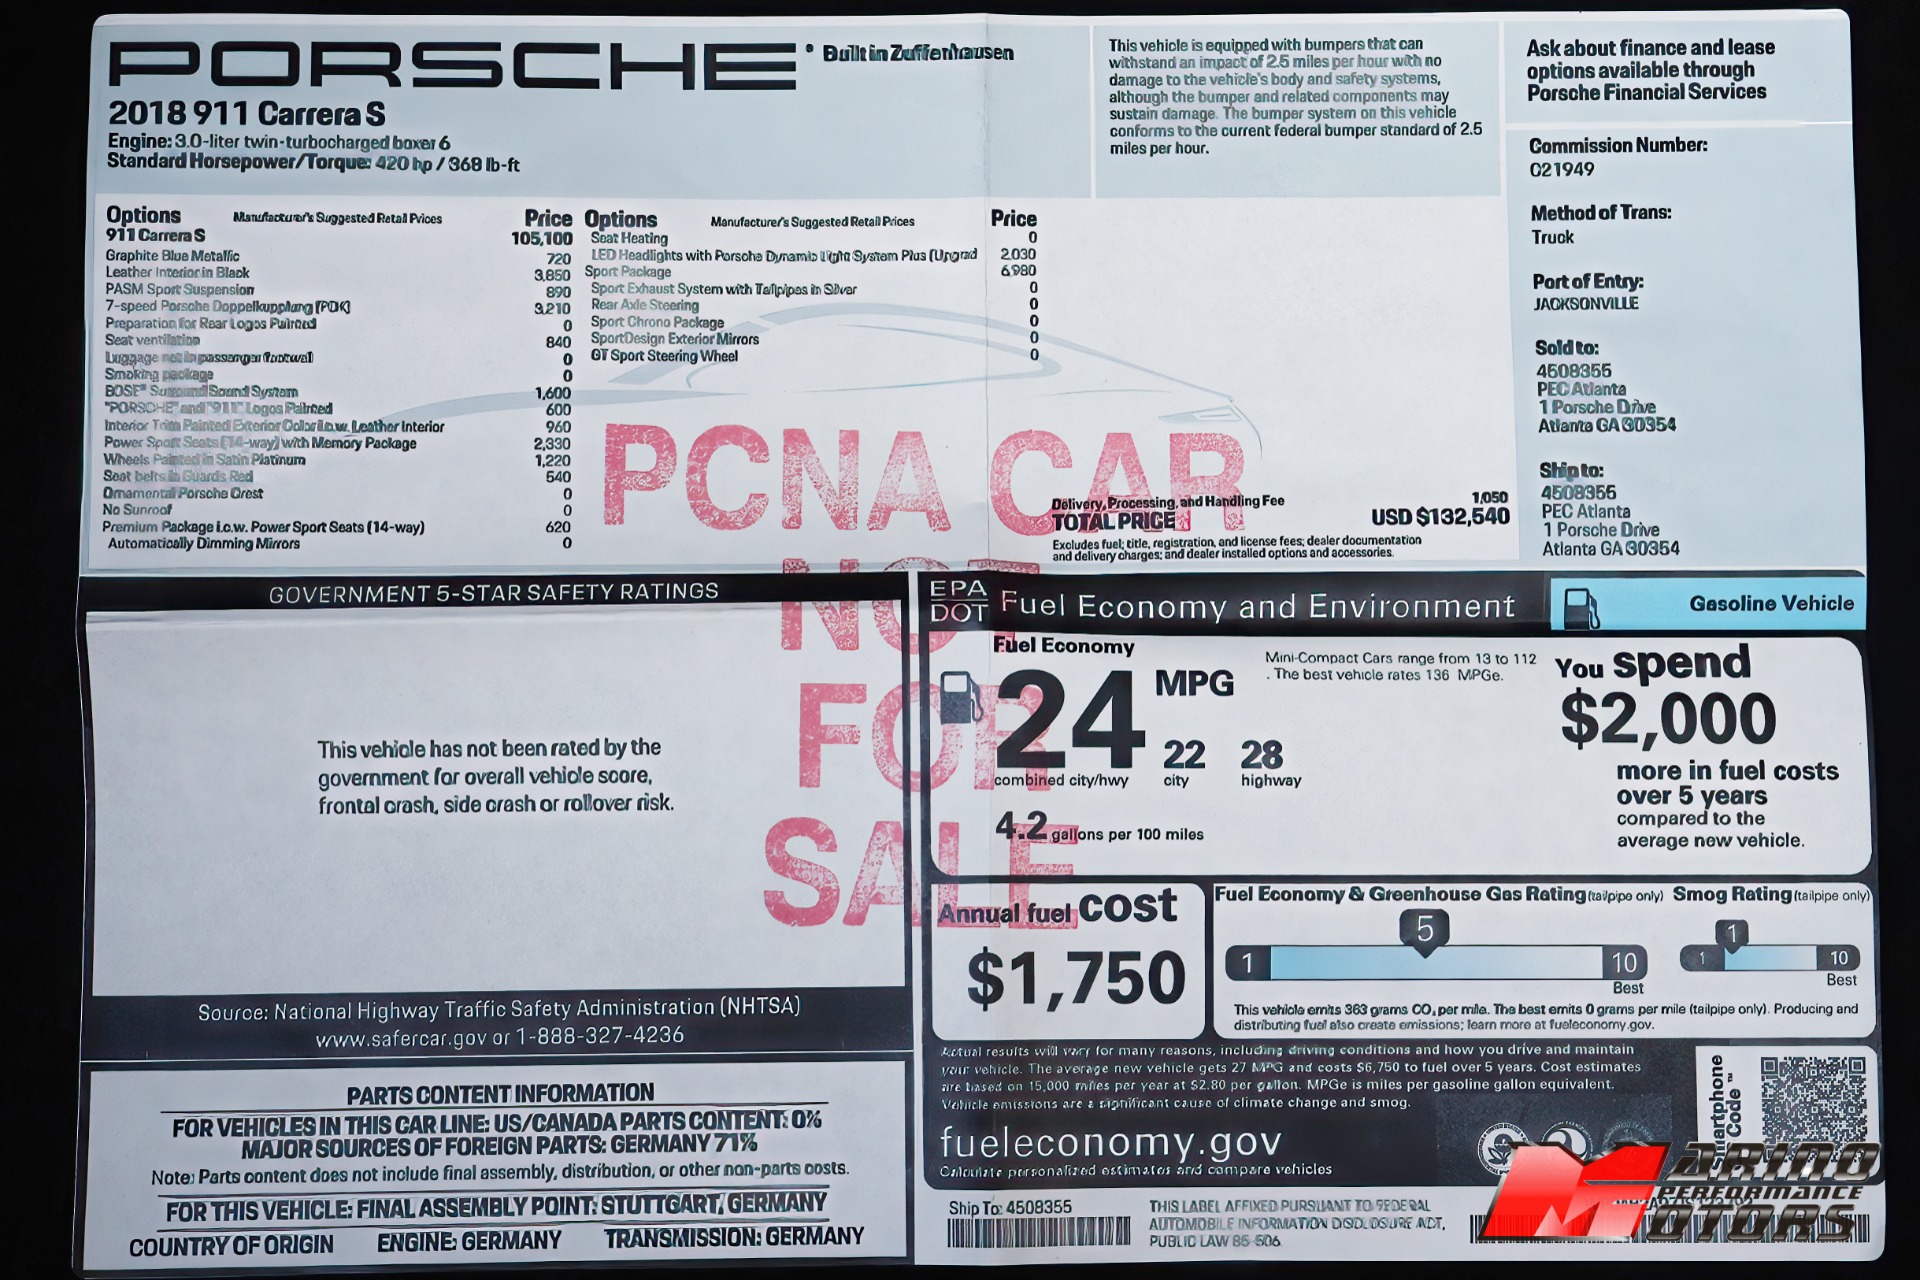 PORSCHE® Built in Zuffenhausen
2018 911 Carrera S
Engine: 3.0-liter twin-turbocharged boxer 6
Standard Horsepower/Torque: 420 hp / 368 lb-ft
This vehicle is equipped with bumpers that can
withstand an impact of 2.5 miles per hour with no
damage to the vehicle's body and safety systems,
although the bumper and related components may
sustain damage. The bumper system on this vehicle
conforms to the current federal bumper standard of 2.5
miles per hour.
Ask about finance and lease
options available through
Porsche Financial Services
Commission Number:
021949
Method of Trans:
Truck
Port of Entry:
JACKSONVILLE
Sold to:
4508355
PEC Atlanta
1 Porsche Drive
Atlanta GA 30354
Ship to:
4508355
PEC Atlanta
1 Porsche Drive
Atlanta GA 30354
Options Manufacturer's Suggested Retail Prices Price
911 Carrera S 105,100
Graphite Blue Metallic 720
Leather Interior in Black 3,850
PASM Sport Suspension 890
7-speed Porsche Doppelkupplung (PDK) 3,210
Preparation for Rear Logos Painted 0
Seat ventilation 840
Luggage net in passenger footwell 0
Smoking package 0
BOSE® Surround Sound System 1,600
"PORSCHE" and "911" Logos Painted 600
Interior Trim Painted Exterior Color i.c.w. Leather Interior 960
Power Sport Seats (14-way) with Memory Package 2,330
Wheels Painted in Satin Platinum 1,220
Seat belts in Guards Red 540
Ornamental Porsche Crest 0
No Sunroof 0
Premium Package i.c.w. Power Sport Seats (14-way) 620
Automatically Dimming Mirrors 0
Options Manufacturer's Suggested Retail Prices Price
Seat Heating 0
LED Headlights with Porsche Dynamic Light System Plus (Upgrad 2,030
Sport Package 6,980
Sport Exhaust System with Tailpipes in Silver 0
Rear Axle Steering 0
Sport Chrono Package 0
SportDesign Exterior Mirrors 0
GT Sport Steering Wheel 0
PCNA CAR
NOT
FOR
SALE
Delivery, Processing, and Handling Fee 1,050
TOTAL PRICE USD $132,540
Excludes fuel; title, registration, and license fees; dealer documentation
and delivery charges; and dealer installed options and accessories.
GOVERNMENT 5-STAR SAFETY RATINGS
This vehicle has not been rated by the
government for overall vehicle score,
frontal crash, side crash or rollover risk.
Source: National Highway Traffic Safety Administration (NHTSA)
www.safercar.gov or 1-888-327-4236
PARTS CONTENT INFORMATION
FOR VEHICLES IN THIS CAR LINE: US/CANADA PARTS CONTENT: 0%
MAJOR SOURCES OF FOREIGN PARTS: GERMANY 71%
Note: Parts content does not include final assembly, distribution, or other non-parts costs.
FOR THIS VEHICLE: FINAL ASSEMBLY POINT: STUTTGART, GERMANY
COUNTRY OF ORIGIN ENGINE: GERMANY TRANSMISSION: GERMANY
EPA
DOT
Fuel Economy and Environment
Gasoline Vehicle
Fuel Economy
24 MPG
combined city/hwy
22
city
28
highway
4.2 gallons per 100 miles
Mini-Compact Cars range from 13 to 112
. The best vehicle rates 136 MPGe.
You spend
$2,000
more in fuel costs
over 5 years
compared to the
average new vehicle.
Annual fuel cost
$1,750
Fuel Economy & Greenhouse Gas Rating (tailpipe only)
5
1 10
Best
Smog Rating (tailpipe only)
1
1 10
Best
This vehicle emits 363 grams CO₂ per mile. The best emits 0 grams per mile (tailpipe only). Producing and
distributing fuel also create emissions; learn more at fueleconomy.gov.
Actual results will vary for many reasons, including driving conditions and how you drive and maintain
your vehicle. The average new vehicle gets 27 MPG and costs $6,750 to fuel over 5 years. Cost estimates
are based on 15,000 miles per year at $2.80 per gallon. MPGe is miles per gasoline gallon equivalent.
Vehicle emissions are a significant cause of climate change and smog.
fueleconomy.gov
Calculate personalized estimates and compare vehicles
Smartphone
Code™
Ship To: 4508355
THIS LABEL AFFIXED PURSUANT TO FEDERAL
AUTOMOBILE INFORMATION DISCLOSURE ACT,
PUBLIC LAW 85-506.
MARINO
PERFORMANCE
MOTORS